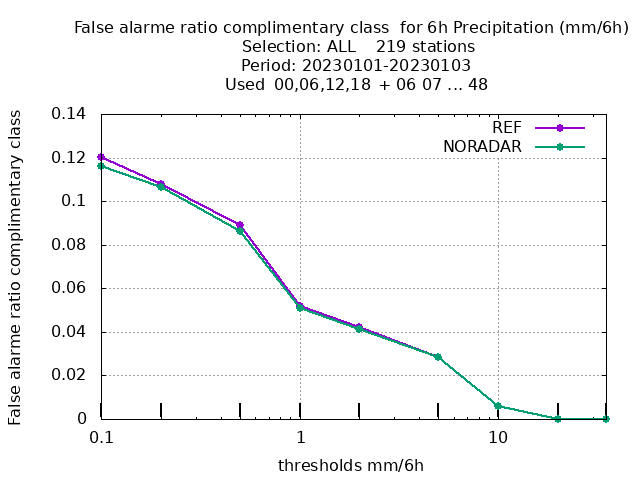 False alarme ratio complimentary class  for 6h Precipitation (mm/6h)
Selection: ALL    219 stations
Period: 20230101-20230103
Used  00,06,12,18  + 06 07 ... 48
False alarme ratio complimentary class
0.14
0.12
0.1
0.08
0.06
0.04
0.02
0
REF
NORADAR
0.1
1
10
thresholds mm/6h